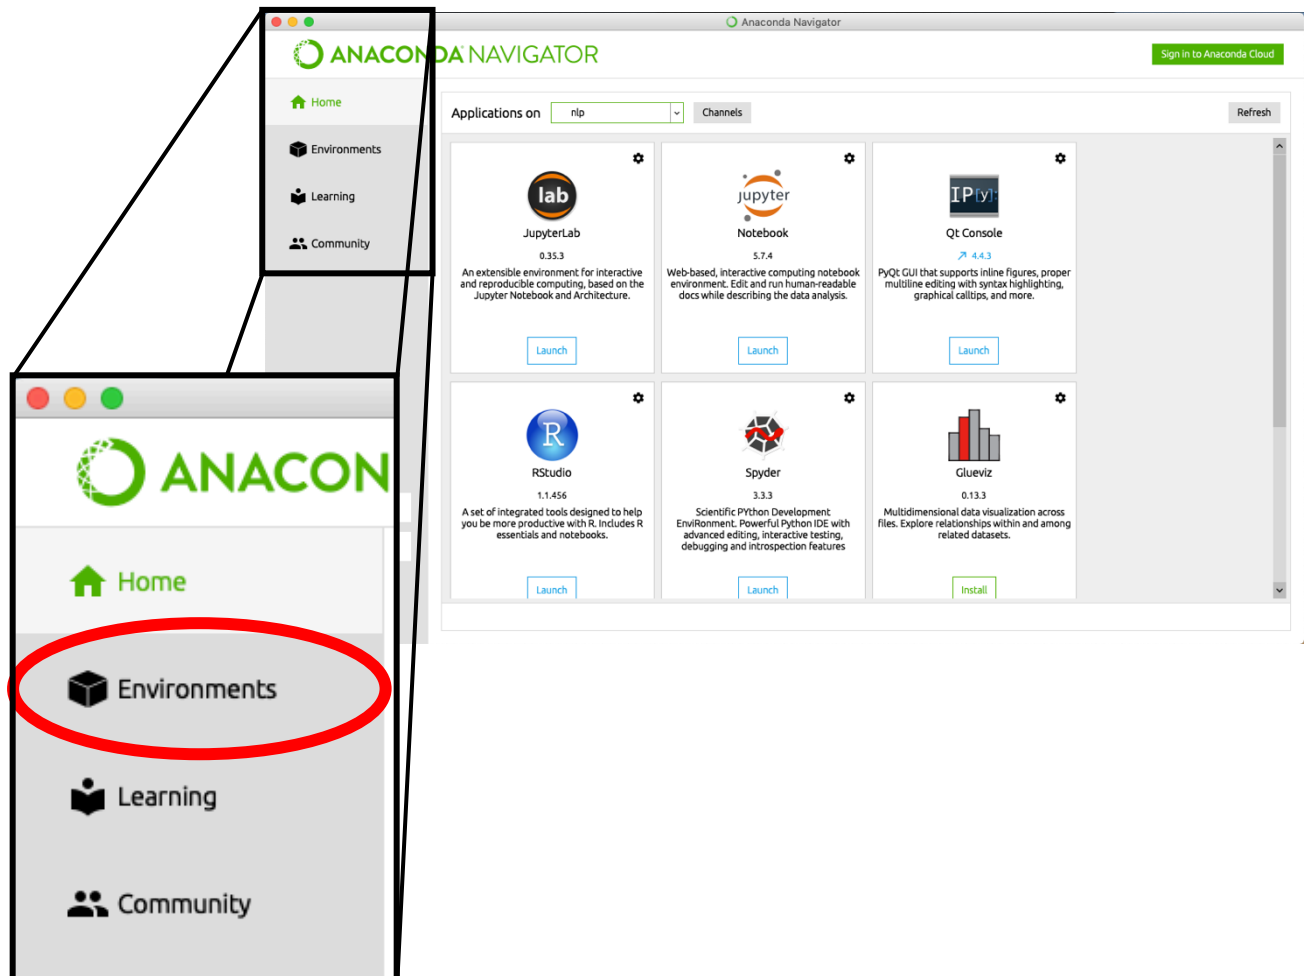 Anaconda Navigator
ANACONDA NAVIGATOR
Sign in to Anaconda Cloud
Home
Environments
Learning
Community
Applications on
nlp
Channels
Refresh
lab
JupyterLab
0.35.3
An extensible environment for interactive
and reproducible computing, based on the
Jupyter Notebook and Architecture.
Launch
jupyter
Notebook
5.7.4
Web-based, interactive computing notebook
environment. Edit and run human-readable
docs while describing the data analysis.
Launch
IP[y]:
Qt Console
4.4.3
PyQt GUI that supports inline figures, proper
multiline editing with syntax highlighting,
graphical calltips, and more.
Launch
R
RStudio
1.1.456
A set of integrated tools designed to help
you be more productive with R. Includes R
essentials and notebooks.
Launch
Spyder
3.3.3
Scientific PYthon Development
EnviRonment. Powerful Python IDE with
advanced editing, interactive testing,
debugging and introspection features
Launch
Glueviz
0.13.3
Multidimensional data visualization across
files. Explore relationships within and among
related datasets.
Install
ANACON
Home
Environments
Learning
Community